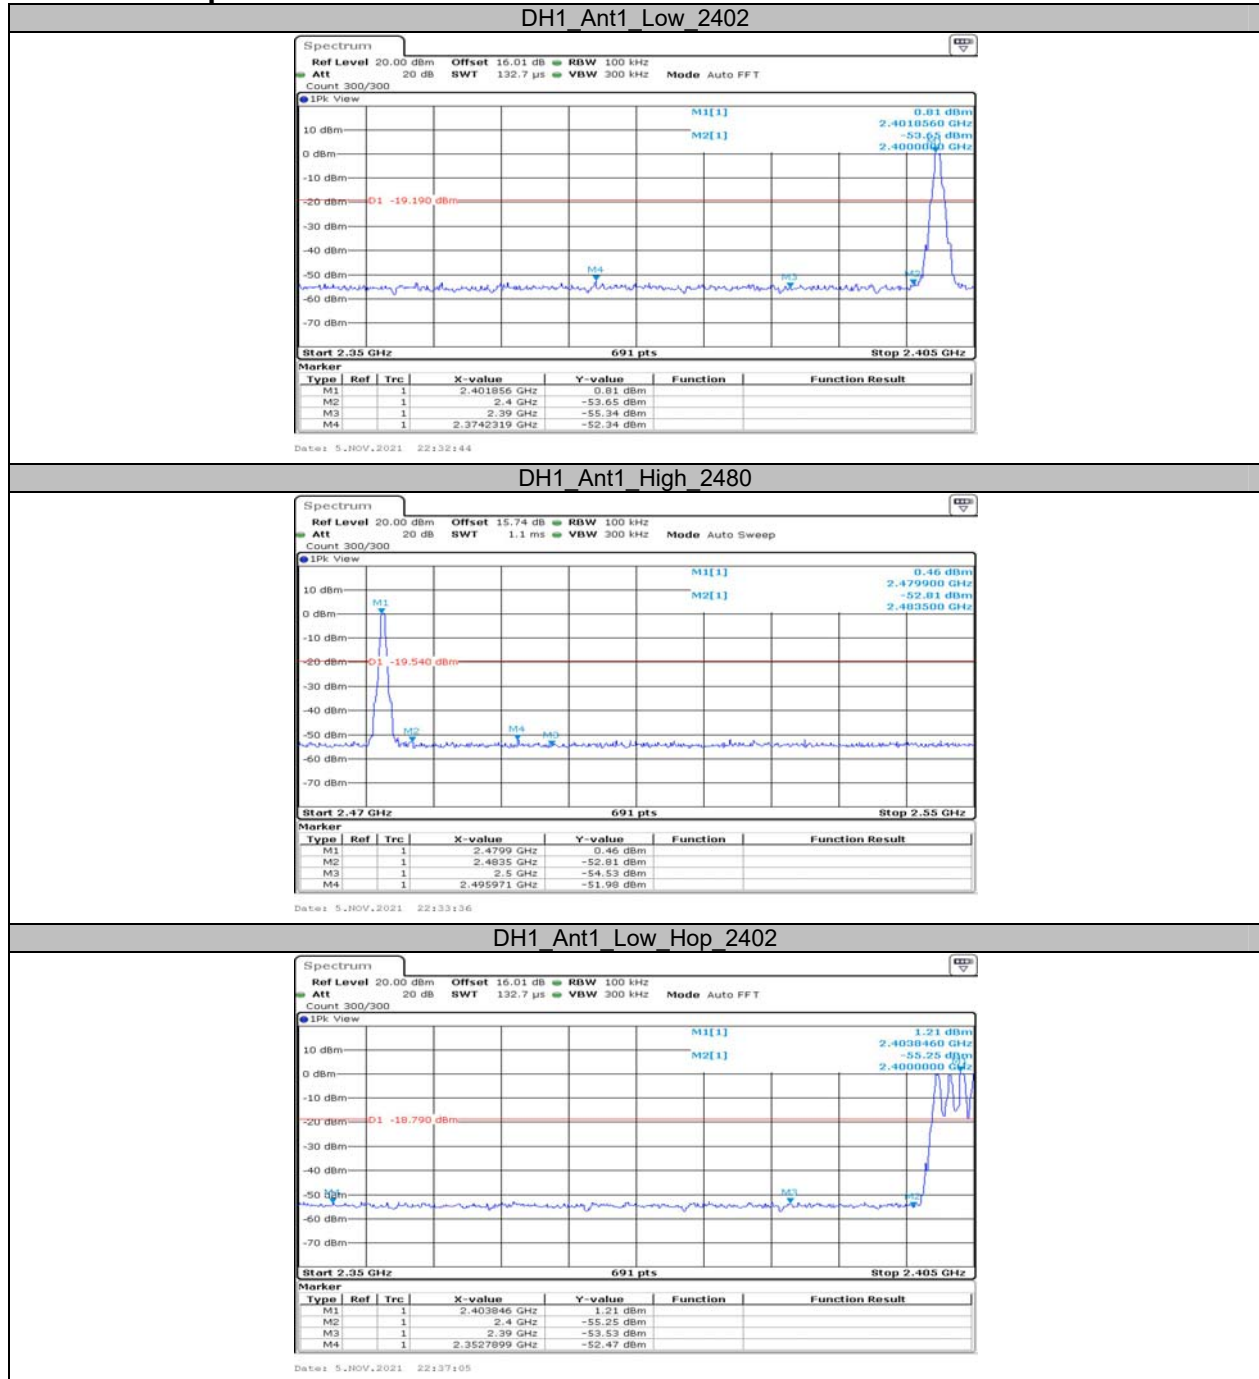 DH1_Ant1_Low_2402
Spectrum
Ref Level 20.00 dBm Offset 16.01 dB RBW 100 kHz
Att 20 dB SWT 132.7 µs VBW 300 kHz Mode Auto FFT
Count 300/300
1Pk View
M1[1] 0.81 dBm
2.4018560 GHz
M2[1] -53.65 dBm
2.4000000 GHz
10 dBm
0 dBm
-10 dBm
-20 dBm D1 -19.190 dBm
-30 dBm
-40 dBm
-50 dBm
-60 dBm
-70 dBm
M1
M4
M3
M2
Start 2.35 GHz 691 pts Stop 2.405 GHz
Marker
Type Ref Trc X-value Y-value Function Function Result
M1 1 2.401856 GHz 0.81 dBm
M2 1 2.4 GHz -53.65 dBm
M3 1 2.39 GHz -55.34 dBm
M4 1 2.3742319 GHz -52.34 dBm
Date: 5.NOV.2021 22:32:44
DH1_Ant1_High_2480
Spectrum
Ref Level 20.00 dBm Offset 15.74 dB RBW 100 kHz
Att 20 dB SWT 1.1 ms VBW 300 kHz Mode Auto Sweep
Count 300/300
1Pk View
M1[1] 0.46 dBm
2.479900 GHz
M2[1] -52.81 dBm
2.483500 GHz
10 dBm
0 dBm
-10 dBm
-20 dBm D1 -19.540 dBm
-30 dBm
-40 dBm
-50 dBm
-60 dBm
-70 dBm
M1
M2
M4
M3
Start 2.47 GHz 691 pts Stop 2.55 GHz
Marker
Type Ref Trc X-value Y-value Function Function Result
M1 1 2.4799 GHz 0.46 dBm
M2 1 2.4835 GHz -52.81 dBm
M3 1 2.5 GHz -54.53 dBm
M4 1 2.495971 GHz -51.98 dBm
Date: 5.NOV.2021 22:33:36
DH1_Ant1_Low_Hop_2402
Spectrum
Ref Level 20.00 dBm Offset 16.01 dB RBW 100 kHz
Att 20 dB SWT 132.7 µs VBW 300 kHz Mode Auto FFT
Count 300/300
1Pk View
M1[1] 1.21 dBm
2.4038460 GHz
M2[1] -55.25 dBm
2.4000000 GHz
10 dBm
0 dBm
-10 dBm
-20 dBm D1 -18.790 dBm
-30 dBm
-40 dBm
-50 dBm
-60 dBm
-70 dBm
M1
M4
M3
M2
Start 2.35 GHz 691 pts Stop 2.405 GHz
Marker
Type Ref Trc X-value Y-value Function Function Result
M1 1 2.403846 GHz 1.21 dBm
M2 1 2.4 GHz -55.25 dBm
M3 1 2.39 GHz -53.53 dBm
M4 1 2.3527899 GHz -52.47 dBm
Date: 5.NOV.2021 22:37:05